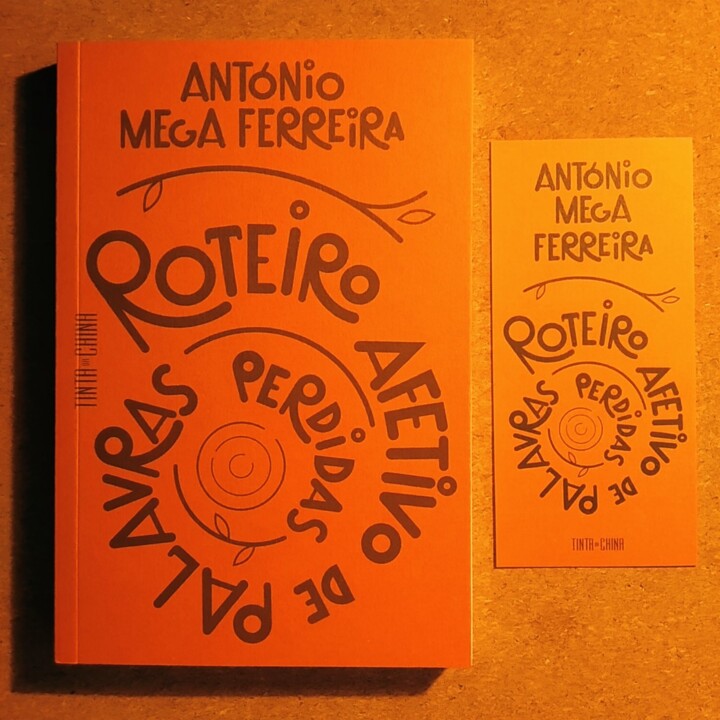 ANTÓNIO
MEGA FERREIRA
ROTEIRO AFETIVO DE PALAVRAS PERDIDAS
TINTA DA CHINA
ANTÓNIO
MEGA
FERREIRA
ROTEIRO AFETIVO DE PALAVRAS PERDIDAS
TINTA DA CHINA